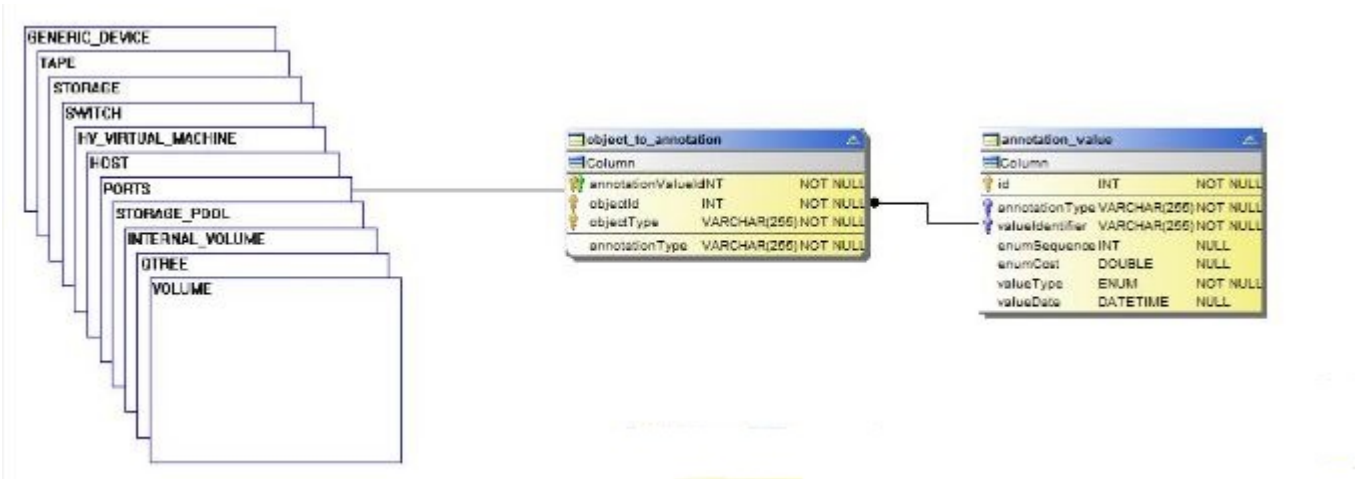 GENERIC_DEVICE
TAPE
STORAGE
SWITCH
HV_VIRTUAL_MACHINE
HOST
PORTS
STORAGE_POOL
INTERNAL_VOLUME
QTREE
VOLUME
object_to_annotation
Column
annotationValueIdINT NOT NULL
objectId INT NOT NULL
objectType VARCHAR(255) NOT NULL
annotationType VARCHAR(255) NOT NULL
annotation_value
Column
id INT NOT NULL
annotationType VARCHAR(255) NOT NULL
valueIdentifier VARCHAR(255) NOT NULL
enumSequence INT NULL
enumCost DOUBLE NULL
valueType ENUM NOT NULL
valueDate DATETIME NULL